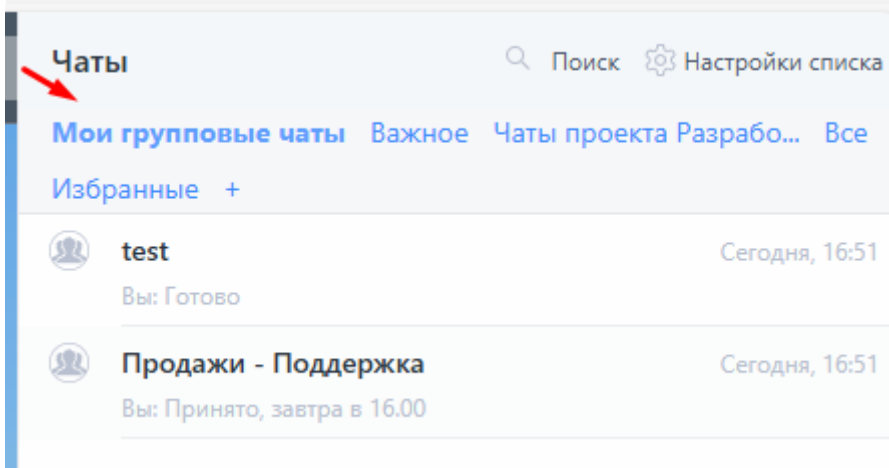 Чаты Поиск Настройки списка
Мои групповые чаты Важное Чаты проекта Разрабо... Все
Избранные +
test Сегодня, 16:51
Вы: Готово
Продажи - Поддержка Сегодня, 16:51
Вы: Принято, завтра в 16.00